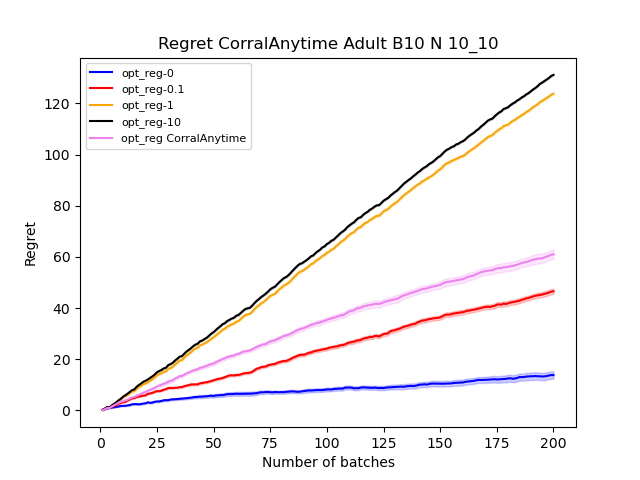 Regret CorralAnytime Adult B10 N 10_10
opt_reg-0
opt_reg-0.1
opt_reg-1
opt_reg-10
opt_reg CorralAnytime
Regret
120
100
80
60
40
20
0
0 25 50 75 100 125 150 175 200
Number of batches